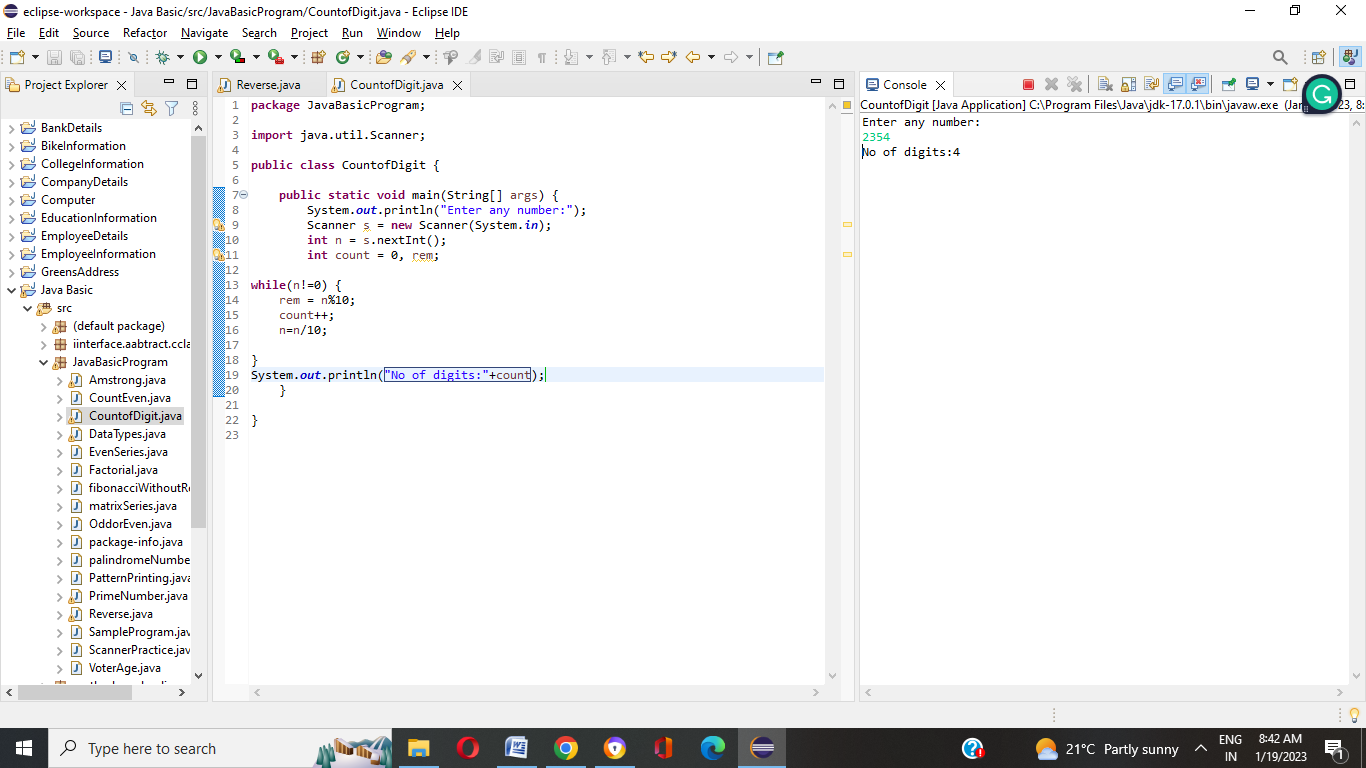 eclipse-workspace - Java Basic/src/JavaBasicProgram/CountofDigit.java - Eclipse IDE
File Edit Source Refactor Navigate Search Project Run Window Help
Project Explorer
BankDetails
BikeInformation
CollegeInformation
CompanyDetails
Computer
EducationInformation
EmployeeDetails
EmployeeInformation
GreensAddress
Java Basic
src
(default package)
iinterface.aabtract.ccla
JavaBasicProgram
Amstrong.java
CountEven.java
CountofDigit.java
DataTypes.java
EvenSeries.java
Factorial.java
fibonacciWithoutRe
matrixSeries.java
OddorEven.java
package-info.java
palindromeNumbe
PatternPrinting.java
PrimeNumber.java
Reverse.java
SampleProgram.jav
ScannerPractice.jav
VoterAge.java
Reverse.java CountofDigit.java
1 package JavaBasicProgram;
2
3 import java.util.Scanner;
4
5 public class CountofDigit {
6
7 public static void main(String[] args) {
8 System.out.println("Enter any number:");
9 Scanner s = new Scanner(System.in);
10 int n = s.nextInt();
11 int count = 0, rem;
12
13 while(n!=0) {
14 rem = n%10;
15 count++;
16 n=n/10;
17
18 }
19 System.out.println("No of digits:"+count);
20 }
21
22 }
23
Console
CountofDigit [Java Application] C:\Program Files\Java\jdk-17.0.1\bin\javaw.exe (Jan 23, 8:
Enter any number:
2354
No of digits:4
Type here to search
21°C Partly sunny
ENG
IN
8:42 AM
1/19/2023
1